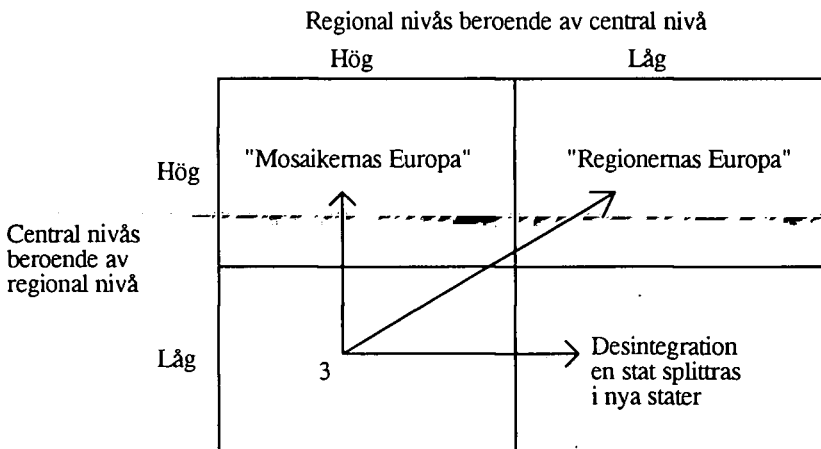 Regional nivås beroende av central nivå
Hög
Låg
"Mosaikernas Europa"
"Regionernas Europa"
Hög
Central nivås
beroende av
regional nivå
Låg
3
Desintegration
en stat splittras
i nya stater